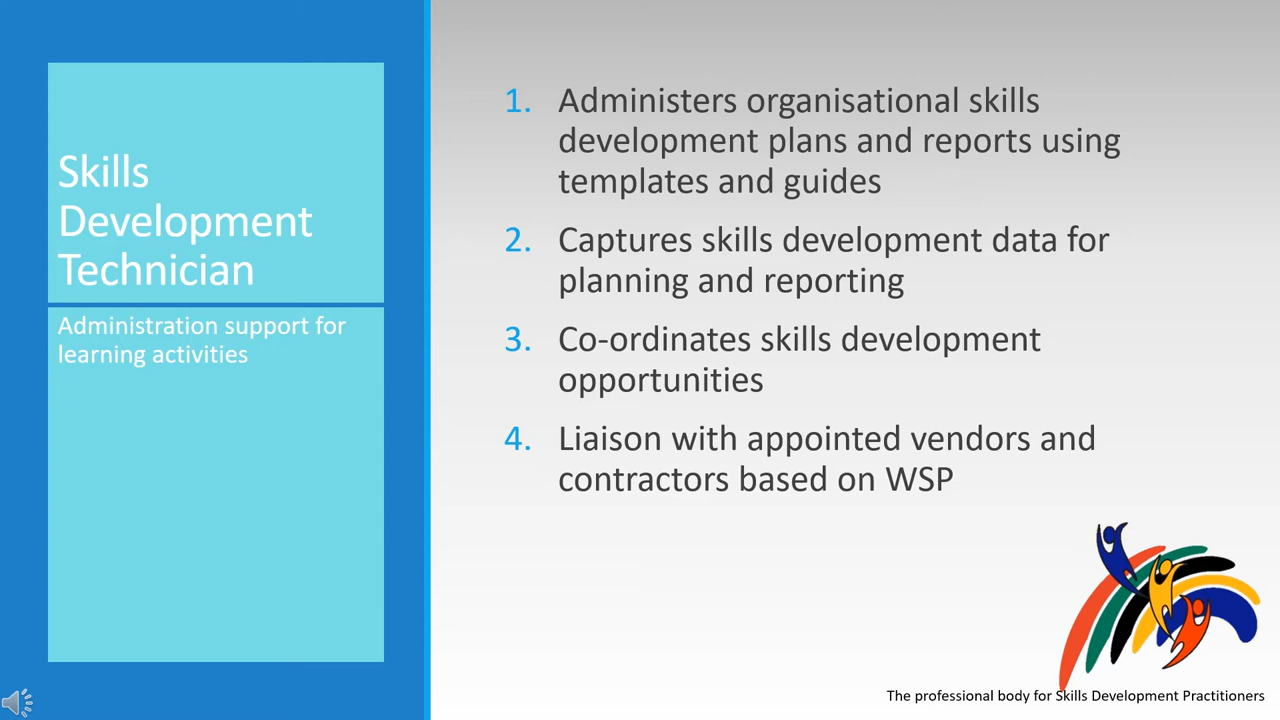 Skills
Development
Technician
Administration support for
learning activities
1. Administers organisational skills
development plans and reports using
templates and guides
2. Captures skills development data for
planning and reporting
3. Co-ordinates skills development
opportunities
4. Liaison with appointed vendors and
contractors based on WSP
The professional body for Skills Development Practitioners